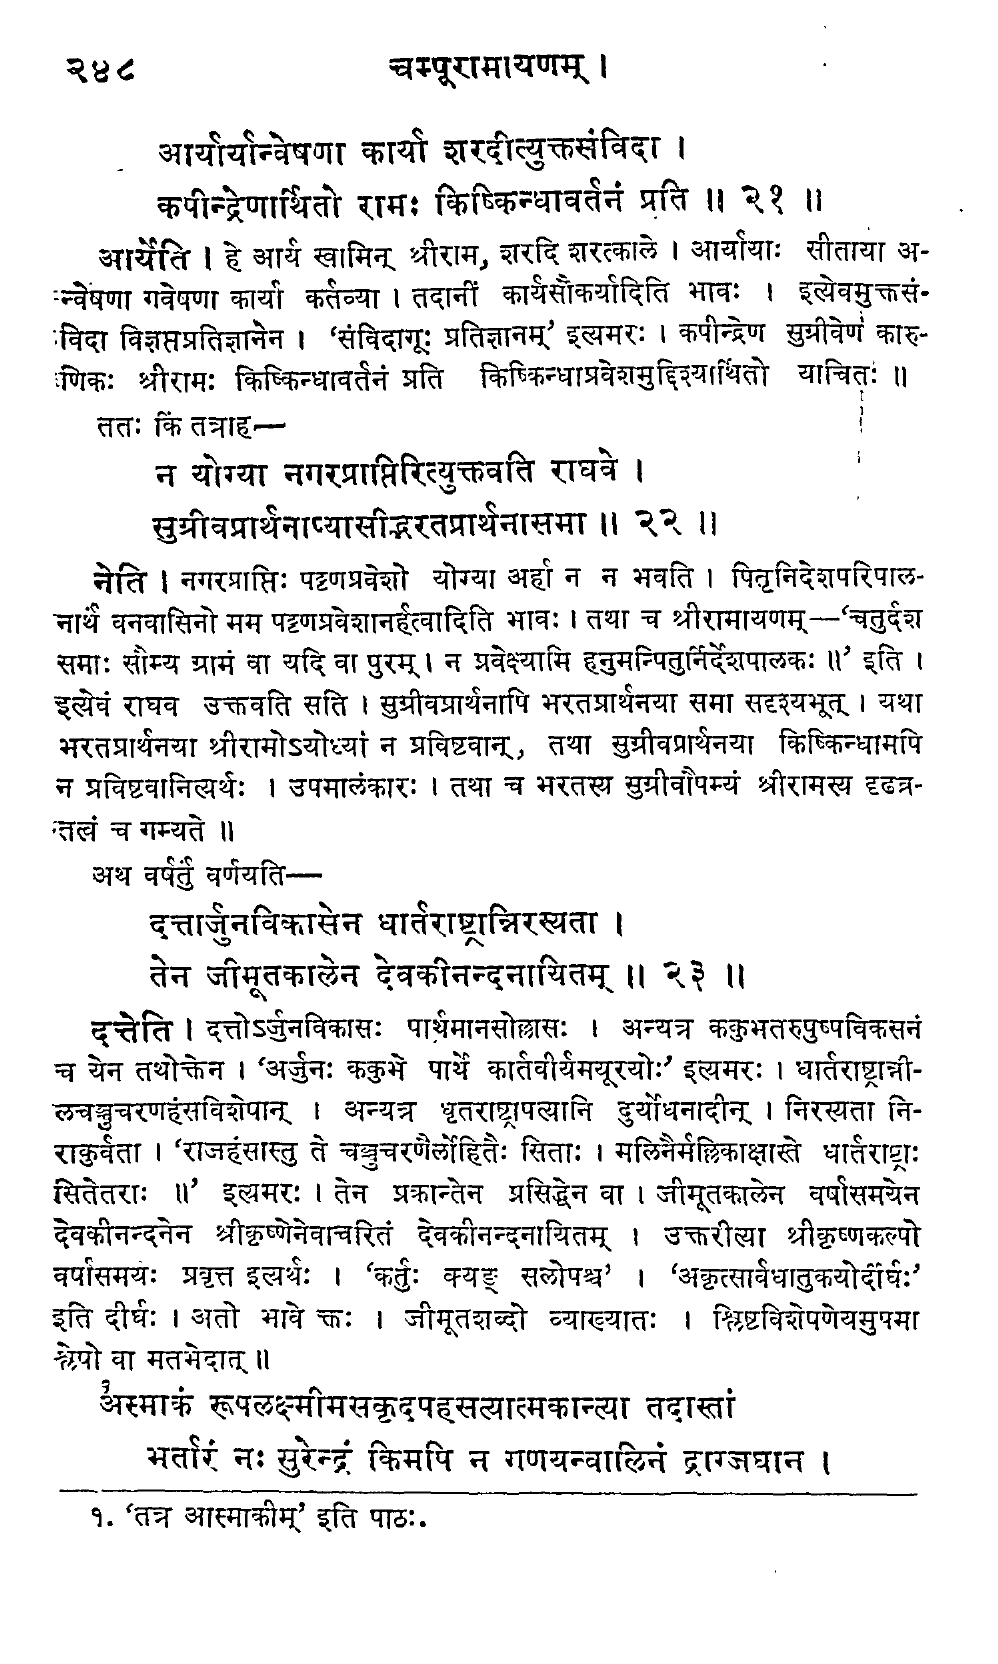 २४८ चम्पूरामायणम् ।
आर्यार्यान्वेषणा कार्या शरदीत्युक्तसंविदा ।
कपीन्द्रेणार्थितो रामः किष्किन्धावर्तनं प्रति ॥ २१ ॥
आर्येति । हे आर्य स्वामिन् श्रीराम, शरदि शरत्काले । आर्यायाः सीताया अ-
न्वेषणा गवेषणा कार्या कर्तव्या । तदानीं कार्यसौकर्यादिति भावः । इत्येवमुक्तसं-
विदा विज्ञप्तप्रतिज्ञानेन । ‘संविदागूः प्रतिज्ञानम्’ इत्यमरः । कपीन्द्रेण सुग्रीवेण कारु-
णिकः श्रीरामः किष्किन्धावर्तनं प्रति किष्किन्धाप्रवेशमुद्दिश्यार्थितो याचितः ॥
ततः किं तत्राह—
न योग्या नगरप्राप्तिरित्युक्तवति राघवे ।
सुग्रीवप्रार्थनाप्यासीद्भरतप्रार्थनासमा ॥ २२ ॥
नेति । नगरप्राप्तिः पट्टणप्रवेशो योग्या अर्हा न न भवति । पितृनिदेशपरिपाल-
नार्थं वनवासिनो मम पट्टणप्रवेशानर्हत्वादिति भावः । तथा च श्रीरामायणम्—‘चतुर्दश
समाः सौम्य ग्रामं वा यदि वा पुरम् । न प्रवेक्ष्यामि हनुमन्पितुर्निर्देशपालकः ॥’ इति ।
इत्येवं राघव उक्तवति सति । सुग्रीवप्रार्थनापि भरतप्रार्थनया समा सदृश्यभूत् । यथा
भरतप्रार्थनया श्रीरामोऽयोध्यां न प्रविष्टवान्, तथा सुग्रीवप्रार्थनया किष्किन्धामपि
न प्रविष्टवानित्यर्थः । उपमालंकारः । तथा च भरतस्य सुग्रीवौपम्यं श्रीरामस्य दृढव्र-
तत्वं च गम्यते ॥
अथ वर्षर्तुं वर्णयति—
दत्तार्जुनविकासेन धार्तराष्ट्रान्निरस्यता ।
तेन जीमूतकालेन देवकीनन्दनायितम् ॥ २३ ॥
दत्तेति । दत्तोऽर्जुनविकासः पार्थमानसोल्लासः । अन्यत्र ककुभतरुपुष्पविकसनं
च येन तथोक्तेन । ‘अर्जुनः ककुभे पार्थे कार्तवीर्यमयूरयोः’ इत्यमरः । धार्तराष्ट्रान्नी-
लचञ्चुचरणहंसविशेषान् । अन्यत्र धृतराष्ट्रापत्यानि दुर्योधनादीन् । निरस्यता नि-
राकुर्वता । ‘राजहंसास्तु ते चञ्चुचरणैर्लोहितैः सिताः । मलिनैर्मल्लिकाक्षास्ते धार्तराष्ट्राः
सितेतराः ॥’ इत्यमरः । तेन प्रक्रान्तेन प्रसिद्धेन वा । जीमूतकालेन वर्षासमयेन
देवकीनन्दनेन श्रीकृष्णेनेवाचरितं देवकीनन्दनायितम् । उक्तरीत्या श्रीकृष्णकल्पो
वर्षासमयः प्रवृत्त इत्यर्थः । ‘कर्तुः क्यङ् सलोपश्च’ । ‘अकृत्सार्वधातुकयोर्दीर्घः’
इति दीर्घः । अतो भावे क्तः । जीमूतशब्दो व्याख्यातः । श्लिष्टविशेषणेयमुपमा
श्लेषो वा मतभेदात् ॥
१अस्माकं रूपलक्ष्मीमसकृदपहसत्यात्मकान्त्या तदास्तां
भर्तारं नः सुरेन्द्रं किमपि न गणयन्वालिनं द्राग्जघान ।
१. ‘तत्र आस्माकीम्’ इति पाठः.